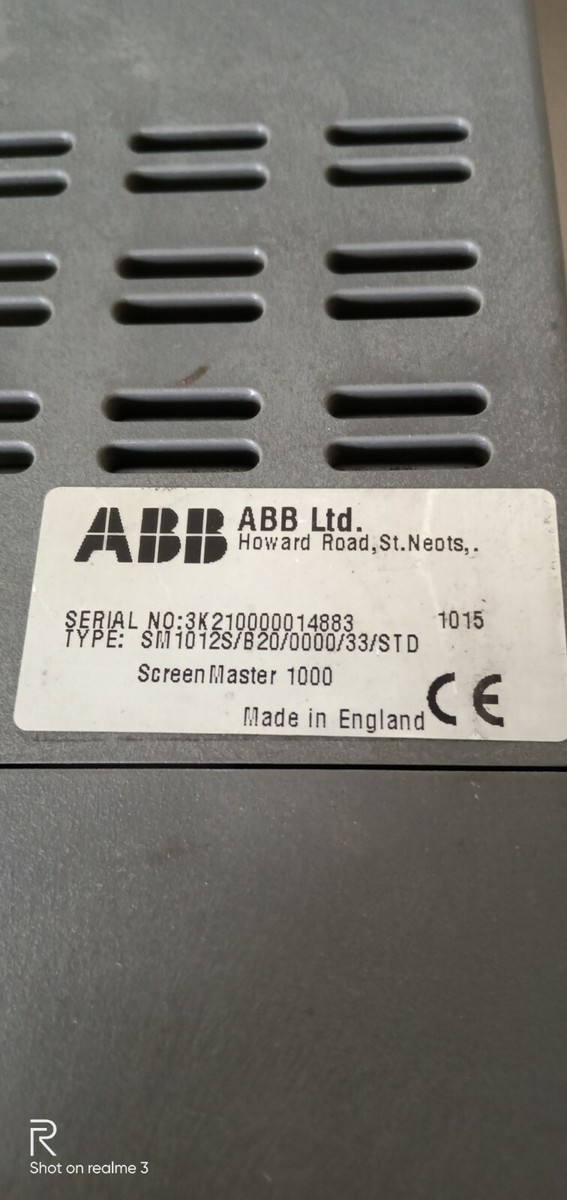 ABB ABB Ltd.
Howard Road,St.Neots,.
SERIAL NO:3K210000014883 1015
TYPE: SM1012S/B20/0000/33/STD
ScreenMaster 1000
Made in England CE
R
Shot on realme 3